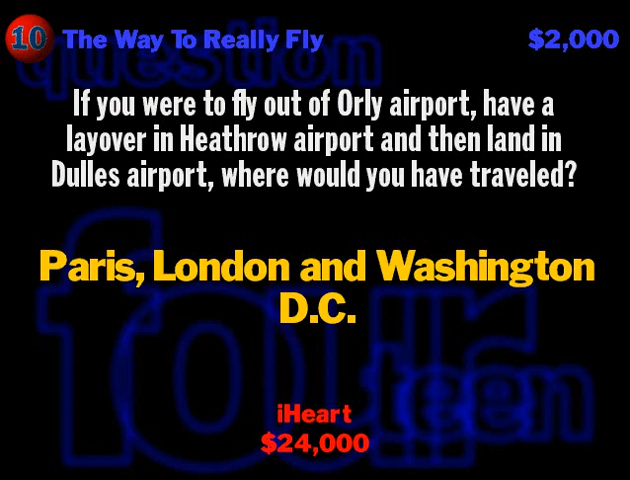 10 The Way To Really Fly $2,000
question
If you were to fly out of Orly airport, have a
layover in Heathrow airport and then land in
Dulles airport, where would you have traveled?
Paris, London and Washington
D.C.
four
teen
iHeart
$24,000